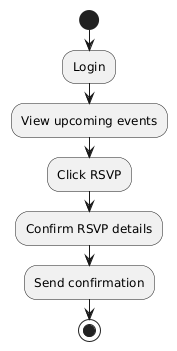 Login
View upcoming events
Click RSVP
Confirm RSVP details
Send confirmation